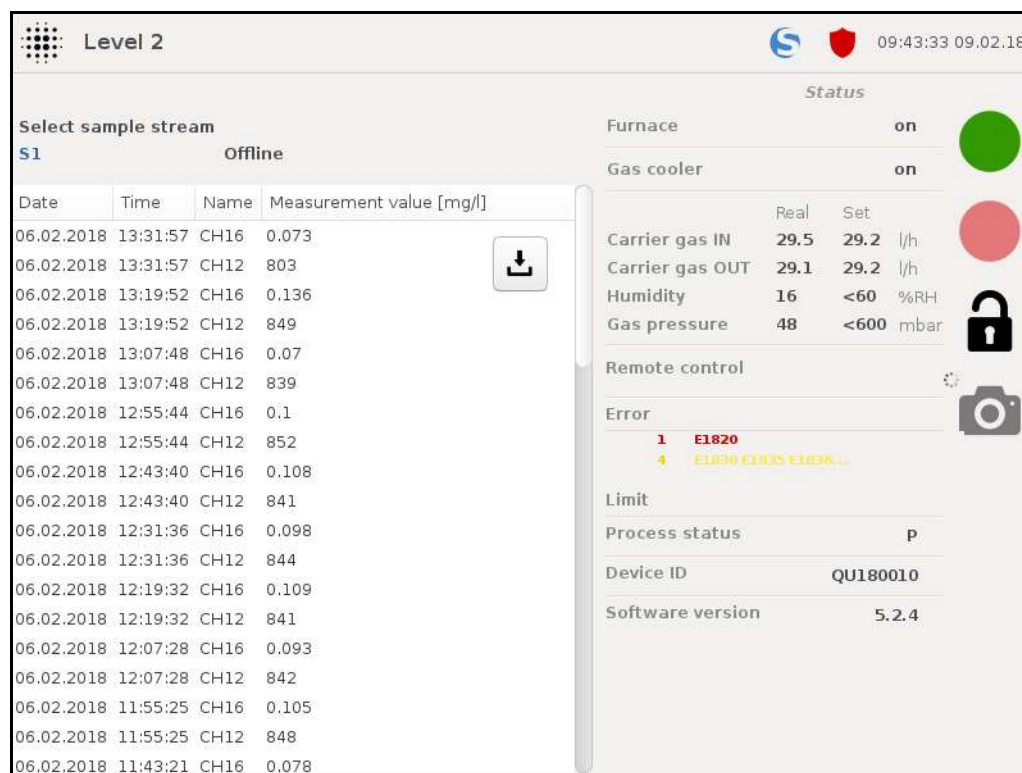 Level 2
09:43:33 09.02.18
Select sample stream
S1 Offline
Date Time Name Measurement value [mg/l]
06.02.2018 13:31:57 CH16 0.073
06.02.2018 13:31:57 CH12 803
06.02.2018 13:19:52 CH16 0.136
06.02.2018 13:19:52 CH12 849
06.02.2018 13:07:48 CH16 0.07
06.02.2018 13:07:48 CH12 839
06.02.2018 12:55:44 CH16 0.1
06.02.2018 12:55:44 CH12 852
06.02.2018 12:43:40 CH16 0.108
06.02.2018 12:43:40 CH12 841
06.02.2018 12:31:36 CH16 0.098
06.02.2018 12:31:36 CH12 844
06.02.2018 12:19:32 CH16 0.109
06.02.2018 12:19:32 CH12 841
06.02.2018 12:07:28 CH16 0.093
06.02.2018 12:07:28 CH12 842
06.02.2018 11:55:25 CH16 0.105
06.02.2018 11:55:25 CH12 848
06.02.2018 11:43:21 CH16 0.078
Status
Furnace on
Gas cooler on
Real Set
Carrier gas IN 29.5 29.2 l/h
Carrier gas OUT 29.1 29.2 l/h
Humidity 16 <60 %RH
Gas pressure 48 <600 mbar
Remote control
Error
1 E1820
4 E1830 E1835 E1836...
Limit
Process status P
Device ID QU180010
Software version 5.2.4